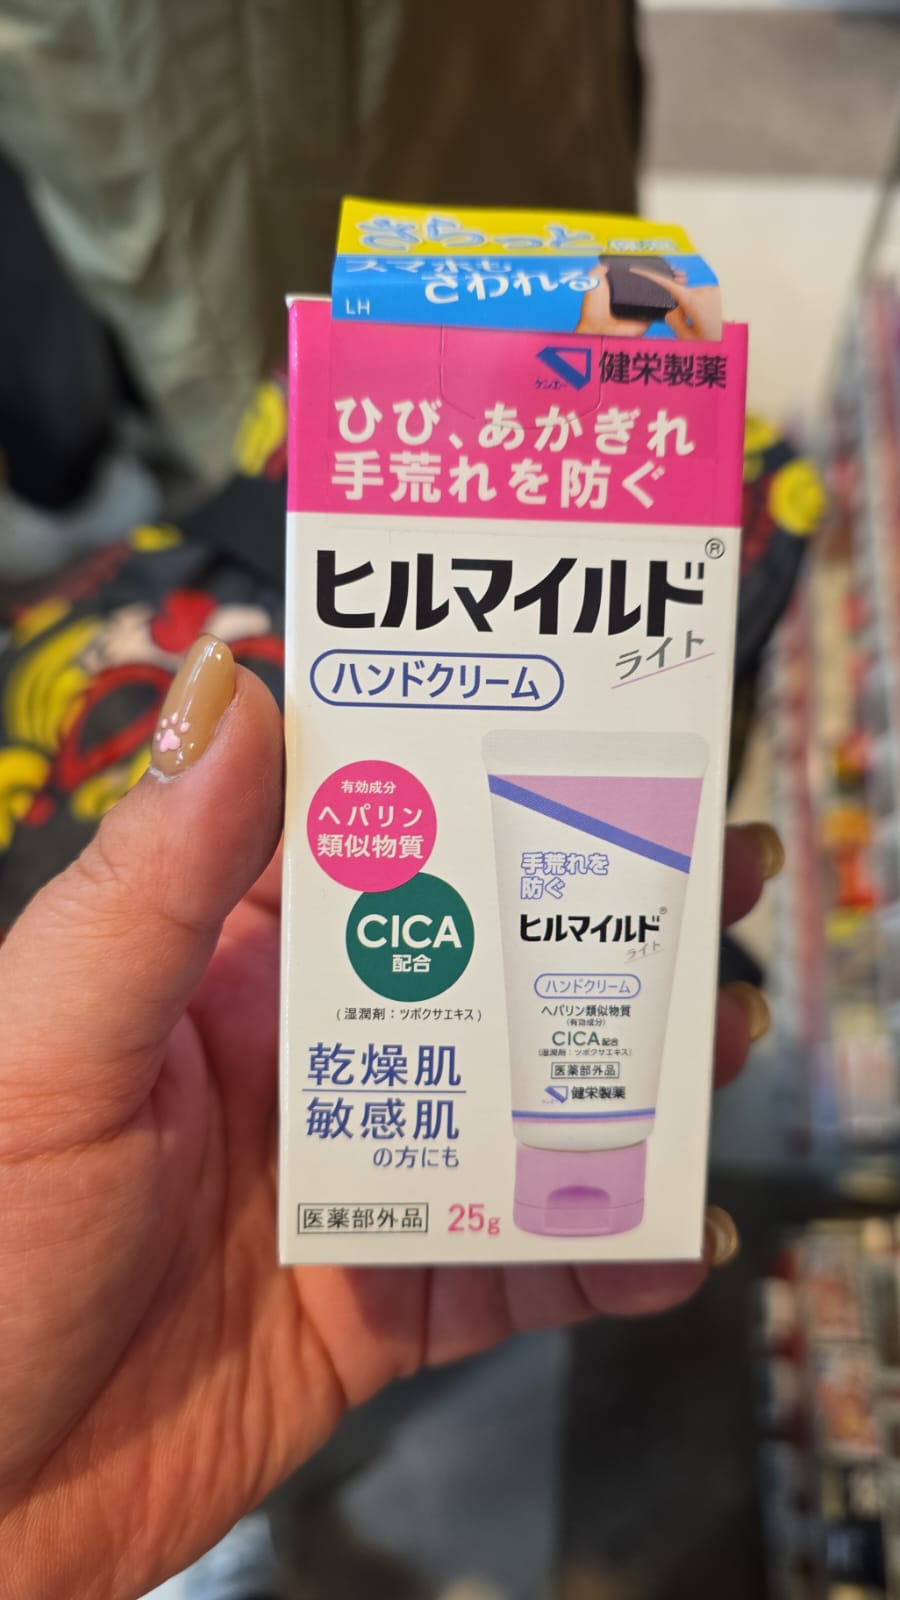 さらっと
スマホも
さわれる
LH
ケンエー 健栄製薬
ひび、あかぎれ
手荒れを防ぐ
ヒルマイルド®
ライト
ハンドクリーム
有効成分
ヘパリン
類似物質
CICA
配合
(湿潤剤：ツボクサエキス)
乾燥肌
敏感肌
の方にも
医薬部外品 25g
手荒れを
防ぐ
ヒルマイルド®
ライト
ハンドクリーム
ヘパリン類似物質
(有効成分)
CICA配合
(湿潤剤：ツボクサエキス)
医薬部外品
健栄製薬